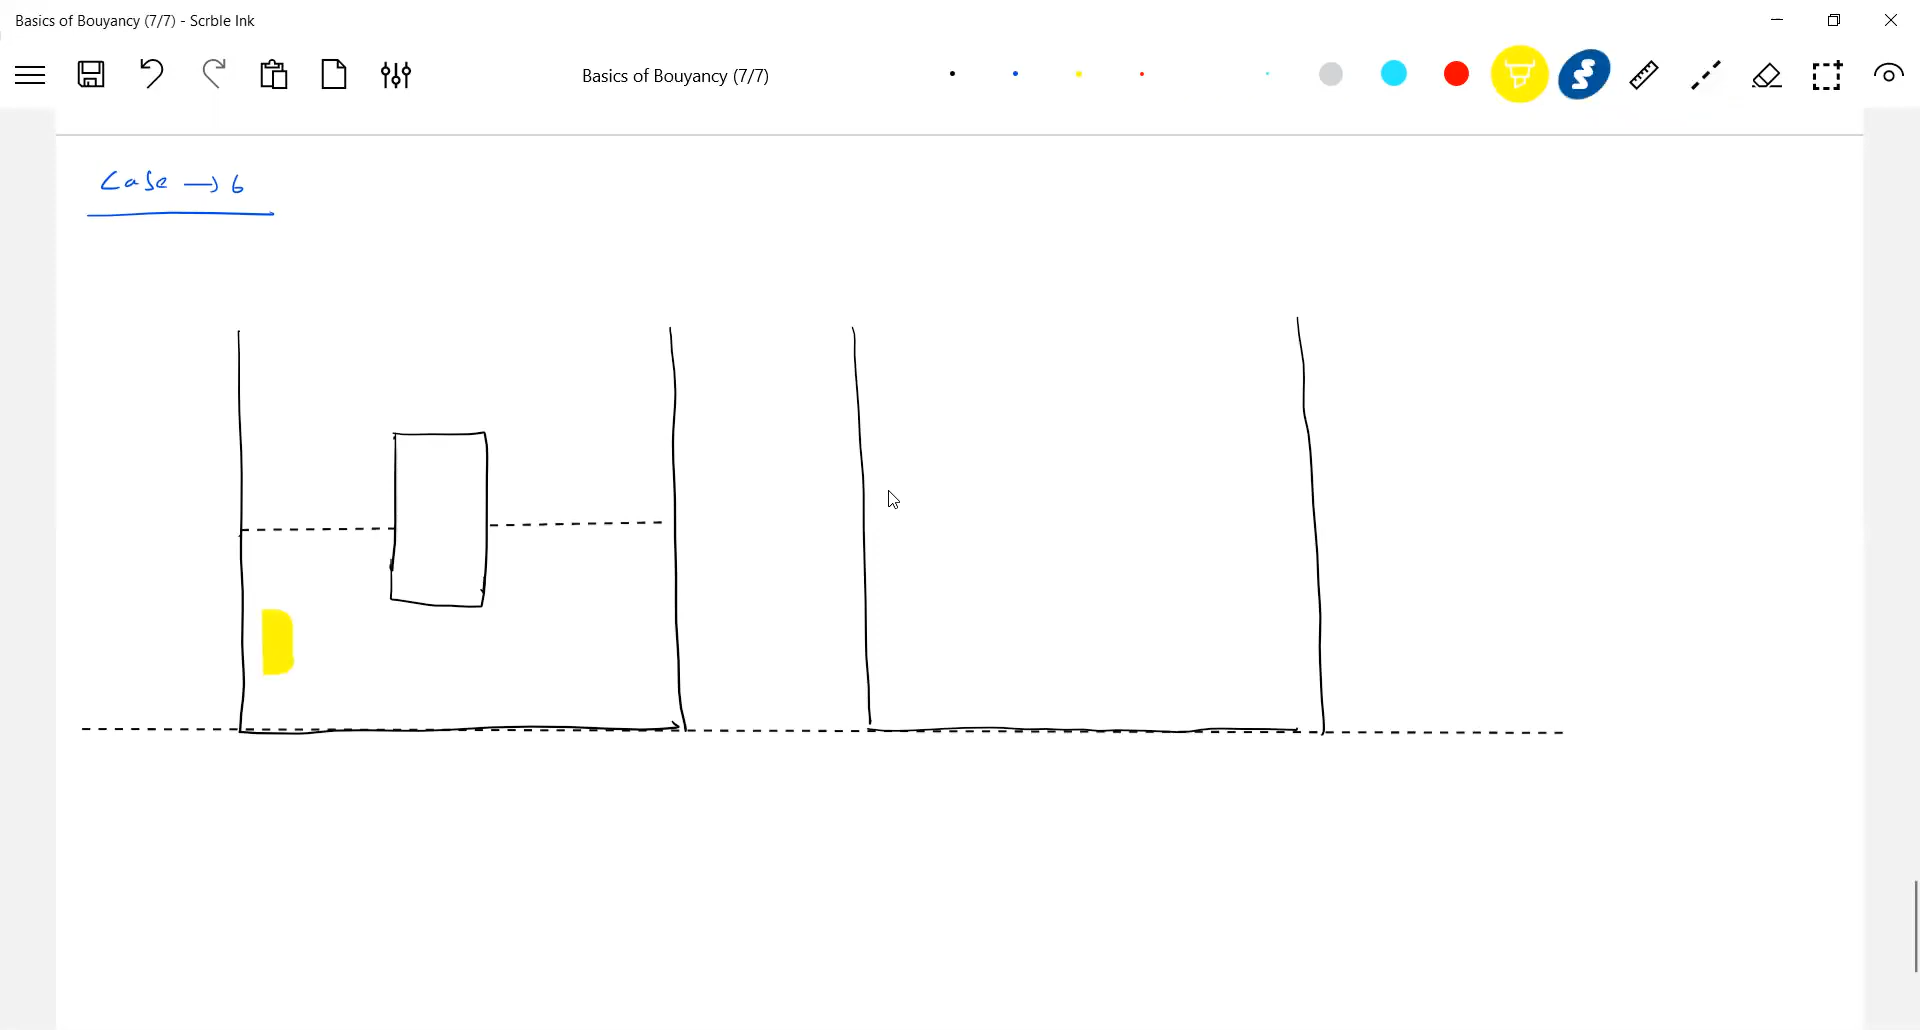 Basics of Bouyancy (7/7) - Scrble Ink
Basics of Bouyancy (7/7)
Case → 6